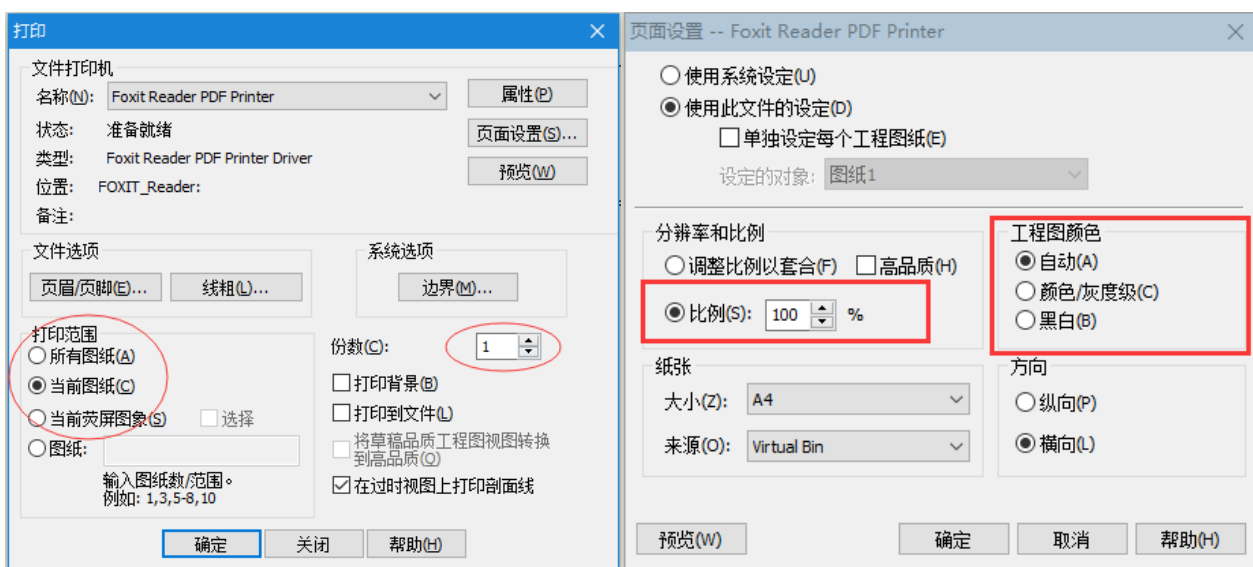 打印
文件打印机
名称(N): Foxit Reader PDF Printer
属性(P)
状态: 准备就绪
页面设置(S)...
类型: Foxit Reader PDF Printer Driver
预览(W)
位置: FOXIT_Reader:
备注:
文件选项
页眉/页脚(E)...
线粗(L)...
系统选项
边界(M)...
打印范围
所有图纸(A)
当前图纸(C)
当前荧屏图象(S)
选择
图纸:
输入图纸数/范围。
例如: 1,3,5-8,10
份数(C): 1
打印背景(B)
打印到文件(L)
将草稿品质工程图视图转换
到高品质(Q)
在过时视图上打印剖面线
确定
关闭
帮助(H)
页面设置 -- Foxit Reader PDF Printer
使用系统设定(U)
使用此文件的设定(D)
单独设定每个工程图纸(E)
设定的对象: 图纸1
分辨率和比例
调整比例以套合(F)
高品质(H)
比例(S): 100 %
工程图颜色
自动(A)
颜色/灰度级(C)
黑白(B)
纸张
大小(Z): A4
来源(O): Virtual Bin
方向
纵向(P)
横向(L)
预览(W)
确定
取消
帮助(H)